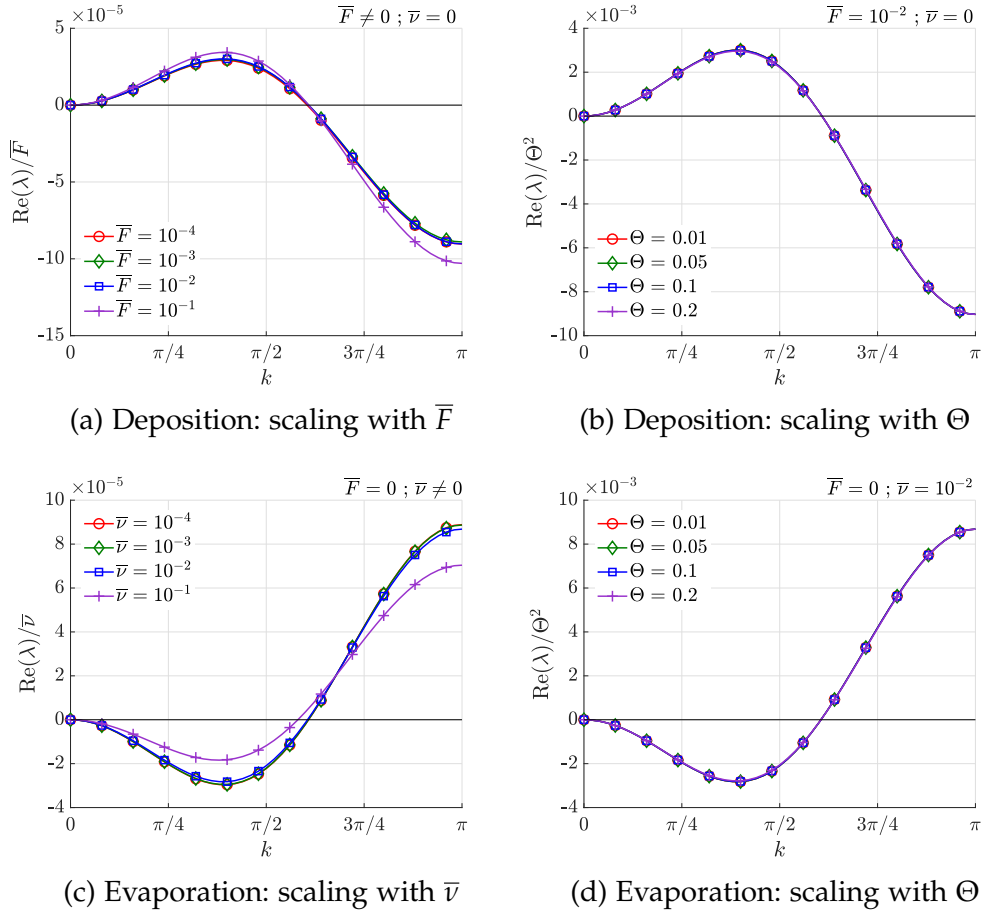 ×10⁻⁵
F̅ ≠ 0 ; ν̅ = 0
Re(λ)/F̅
5
0
-5
-10
-15
F̅ = 10⁻⁴
F̅ = 10⁻³
F̅ = 10⁻²
F̅ = 10⁻¹
0 π/4 π/2 3π/4 π
k
(a) Deposition: scaling with F̅
×10⁻³
F̅ = 10⁻² ; ν̅ = 0
Re(λ)/Θ²
4
2
0
-2
-4
-6
-8
-10
Θ = 0.01
Θ = 0.05
Θ = 0.1
Θ = 0.2
0 π/4 π/2 3π/4 π
k
(b) Deposition: scaling with Θ
×10⁻⁵
F̅ = 0 ; ν̅ ≠ 0
Re(λ)/ν̅
10
8
6
4
2
0
-2
-4
ν̅ = 10⁻⁴
ν̅ = 10⁻³
ν̅ = 10⁻²
ν̅ = 10⁻¹
0 π/4 π/2 3π/4 π
k
(c) Evaporation: scaling with ν̅
×10⁻³
F̅ = 0 ; ν̅ = 10⁻²
Re(λ)/Θ²
10
8
6
4
2
0
-2
-4
Θ = 0.01
Θ = 0.05
Θ = 0.1
Θ = 0.2
0 π/4 π/2 3π/4 π
k
(d) Evaporation: scaling with Θ